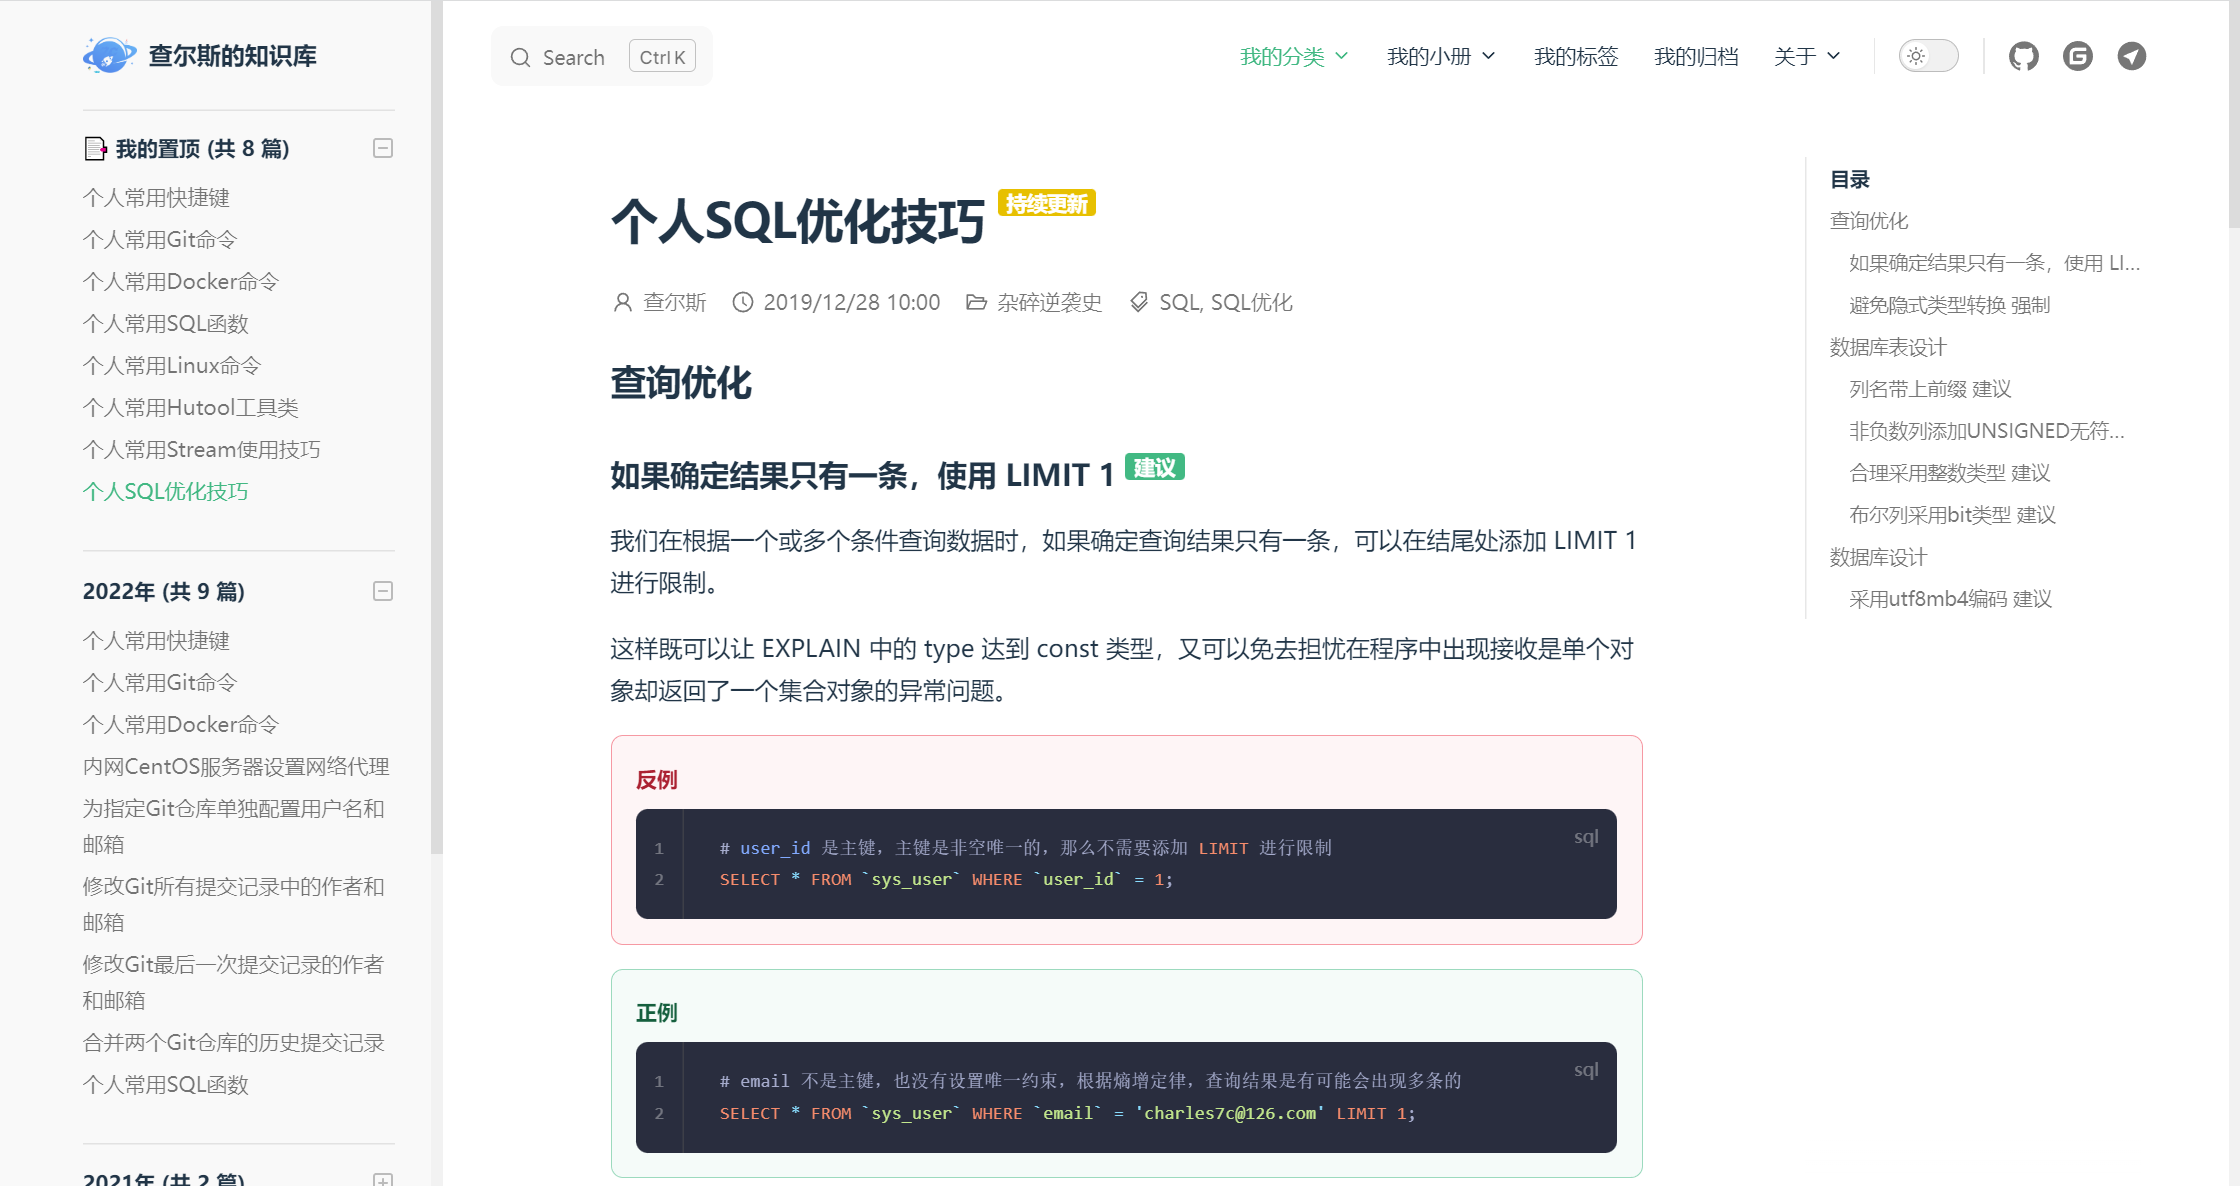 查尔斯的知识库
Search Ctrl K
我的分类
我的小册
我的标签
我的归档
关于
我的置顶 (共 8 篇)
个人常用快捷键
个人常用Git命令
个人常用Docker命令
个人常用SQL函数
个人常用Linux命令
个人常用Hutool工具类
个人常用Stream使用技巧
个人SQL优化技巧
2022年 (共 9 篇)
个人常用快捷键
个人常用Git命令
个人常用Docker命令
内网CentOS服务器设置网络代理
为指定Git仓库单独配置用户名和
邮箱
修改Git所有提交记录中的作者和
邮箱
修改Git最后一次提交记录的作者
和邮箱
合并两个Git仓库的历史提交记录
个人常用SQL函数
2021年 (共 2 篇)
个人SQL优化技巧 持续更新
查尔斯 2019/12/28 10:00 杂碎逆袭史 SQL, SQL优化
查询优化
如果确定结果只有一条，使用 LIMIT 1 建议
我们在根据一个或多个条件查询数据时，如果确定查询结果只有一条，可以在结尾处添加 LIMIT 1
进行限制。
这样既可以让 EXPLAIN 中的 type 达到 const 类型，又可以免去担忧在程序中出现接收是单个对
象却返回了一个集合对象的异常问题。
反例
sql
1 # user_id 是主键，主键是非空唯一的，那么不需要添加 LIMIT 进行限制
2 SELECT * FROM `sys_user` WHERE `user_id` = 1;
正例
sql
1 # email 不是主键，也没有设置唯一约束，根据熵增定律，查询结果是有可能会出现多条的
2 SELECT * FROM `sys_user` WHERE `email` = 'charles7c@126.com' LIMIT 1;
目录
查询优化
如果确定结果只有一条，使用 LI...
避免隐式类型转换 强制
数据库表设计
列名带上前缀 建议
非负数列添加UNSIGNED无符...
合理采用整数类型 建议
布尔列采用bit类型 建议
数据库设计
采用utf8mb4编码 建议